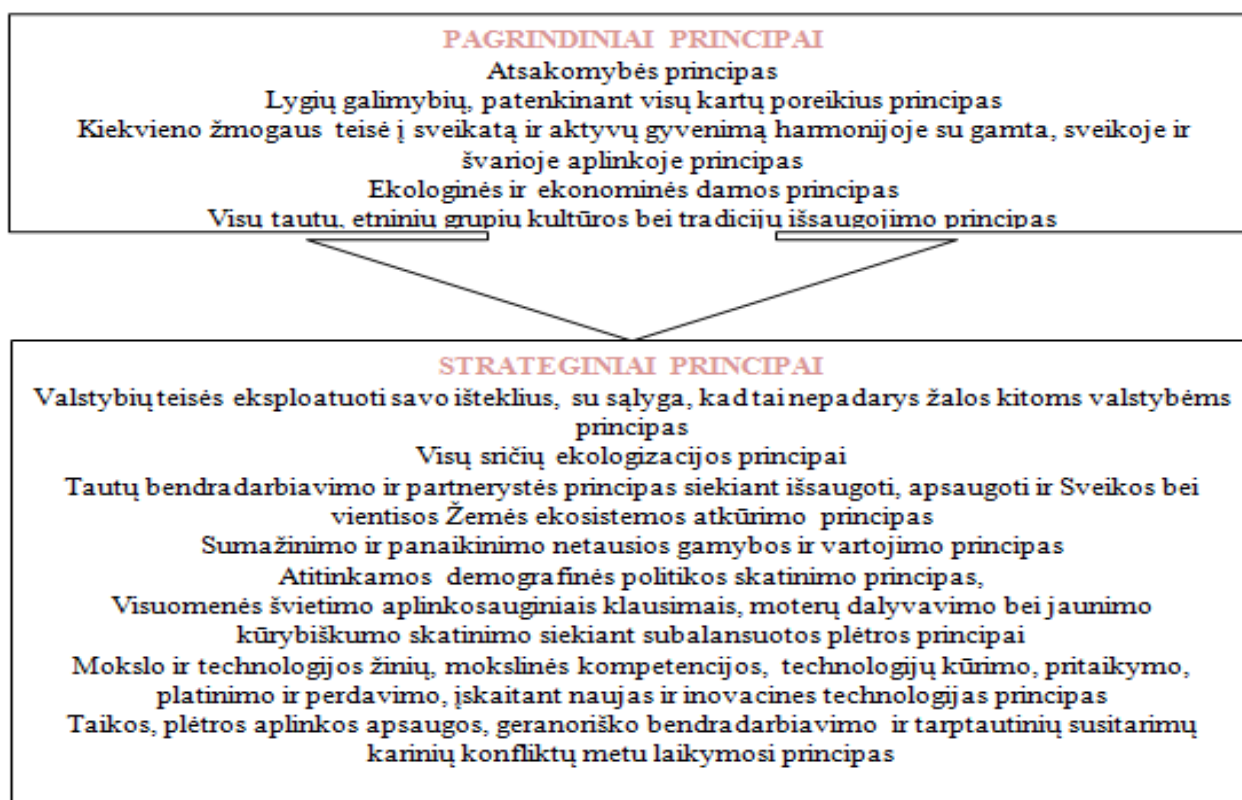 PAGRINDINIAI PRINCIPAI
Atsakomybės principas
Lygių galimybių, patenkinant visų kartų poreikius principas
Kiekvieno žmogaus teisė į sveikatą ir aktyvų gyvenimą harmonijoje su gamta, sveikoje ir
švarioje aplinkoje principas
Ekologinės ir ekonominės damos principas
Visų tautų, etninių grupių kultūros bei tradicijų išsaugojimo principas
STRATEGINIAI PRINCIPAI
Valstybių teisės eksploatuoti savo išteklius, su sąlyga, kad tai nepadarys žalos kitoms valstybėms
principas
Visų sričių ekologizacijos principai
Tautų bendradarbiavimo ir partnerystės principas siekiant išsaugoti, apsaugoti ir Sveikos bei
vientisos Žemės ekosistemos atkūrimo principas
Sumažinimo ir panaikinimo netausios gamybos ir vartojimo principas
Atitinkamos demografinės politikos skatinimo principas,
Visuomenės švietimo aplinkosauginiais klausimais, moterų dalyvavimo bei jaunimo
kūrybiškumo skatinimo siekiant subalansuotos plėtros principai
Mokslo ir technologijos žinių, mokslinės kompetencijos, technologijų kūrimo, pritaikymo,
platinimo ir perdavimo, įskaitant naujas ir inovacines technologijas principas
Taikos, plėtros aplinkos apsaugos, geranoriško bendradarbiavimo ir tarptautinių susitarimų
karinių konfliktų metu laikymosi principas